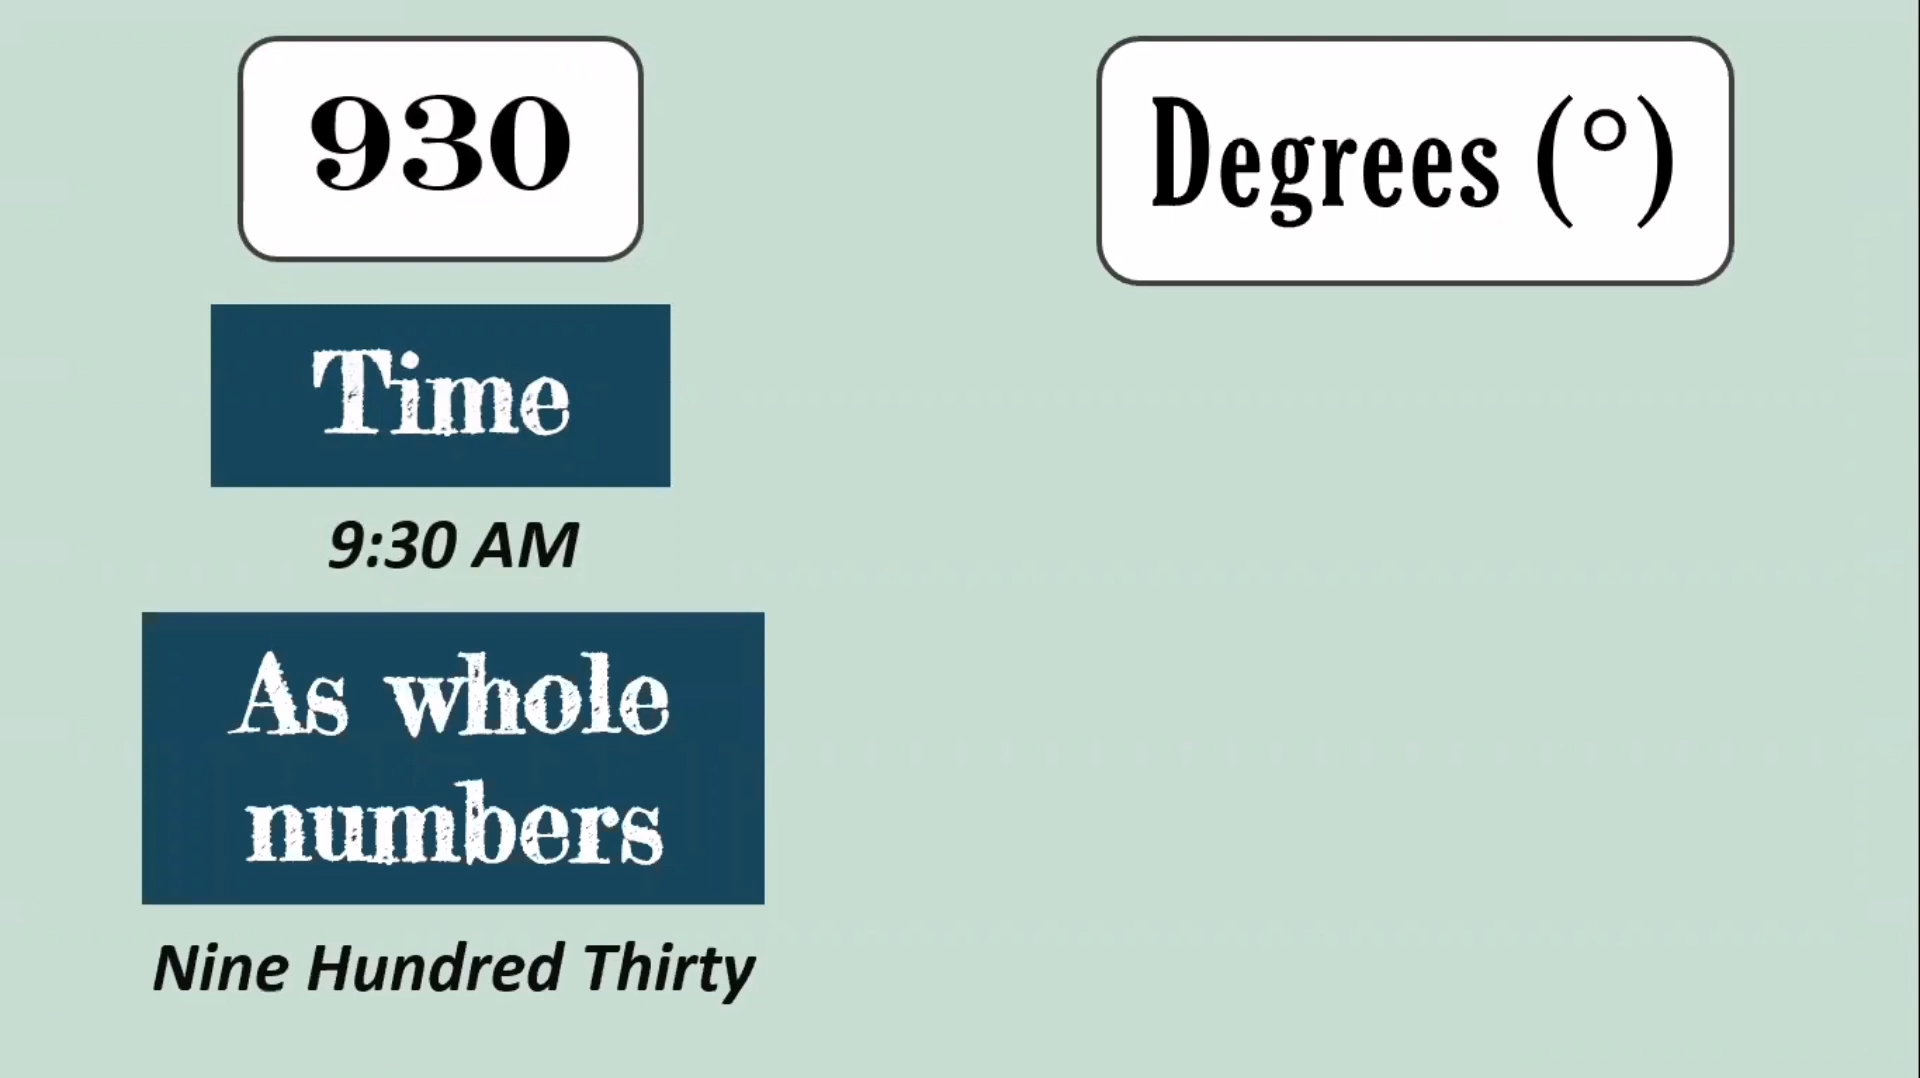 930
Time
9:30 AM
As whole
numbers
Nine Hundred Thirty
Degrees (°)